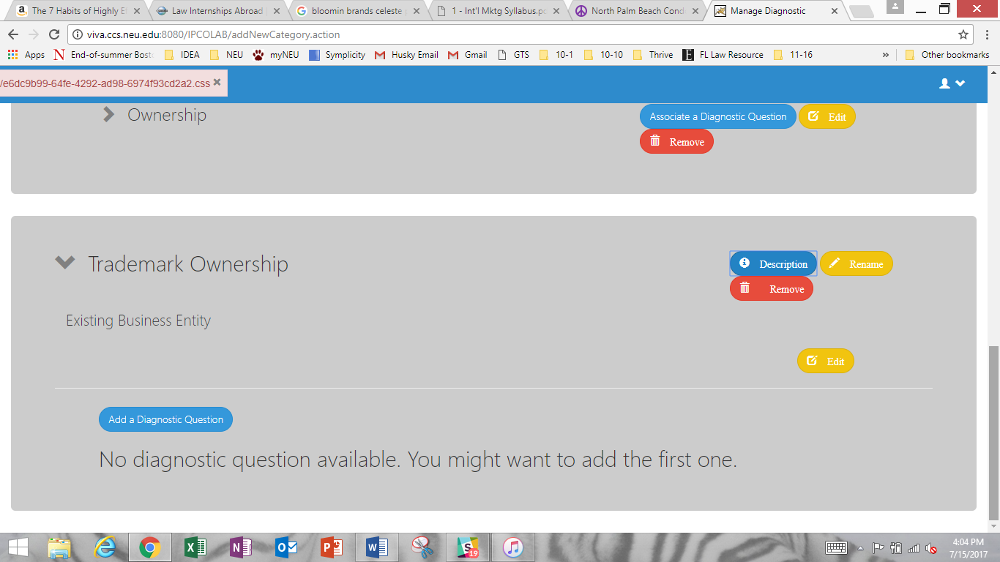 The 7 Habits of Highly Ef
Law Internships Abroad
bloomin brands celeste
1 - Int'l Mktg Syllabus.pd
North Palm Beach Cond
Manage Diagnostic
viva.ccs.neu.edu:8080/IPCOLAB/addNewCategory.action
Apps End-of-summer Bost IDEA NEU myNEU Symplicity Husky Email Gmail GTS 10-1 10-10 Thrive FL Law Resource 11-16 » Other bookmarks
/e6dc9b99-64fe-4292-ad98-6974f93cd2a2.css
Ownership
Associate a Diagnostic Question Edit
Remove
Trademark Ownership
Description Rename
Remove
Existing Business Entity
Edit
Add a Diagnostic Question
No diagnostic question available. You might want to add the first one.
19
4:04 PM
7/15/2017